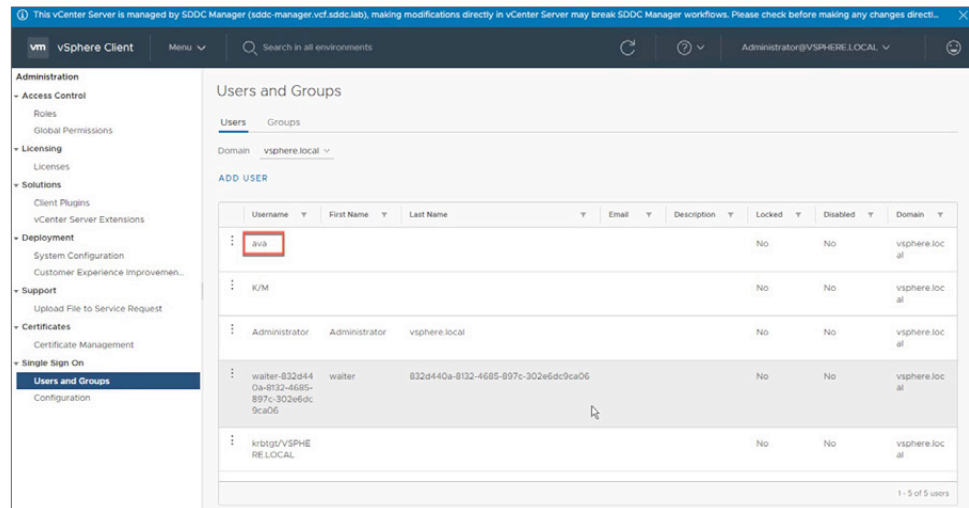 This vCenter Server is managed by SDDC Manager (sddc-manager.vcf.sddc.lab), making modifications directly in vCenter Server may break SDDC Manager workflows. Please check before making any changes directl...
vm vSphere Client Menu Search in all environments Administrator@VSPHERE.LOCAL
Administration
Access Control
Roles
Global Permissions
Licensing
Licenses
Solutions
Client Plugins
vCenter Server Extensions
Deployment
System Configuration
Customer Experience Improvemen...
Support
Upload File to Service Request
Certificates
Certificate Management
Single Sign On
Users and Groups
Configuration
Users and Groups
Users Groups
Domain vsphere.local
ADD USER
Username First Name Last Name Email Description Locked Disabled Domain
ava No No vsphere.loc
al
K/M No No vsphere.loc
al
Administrator Administrator vsphere.local No No vsphere.loc
al
waiter-832d44 waiter 832d440a-8132-4685-897c-302e6dc9ca06 No No vsphere.loc
0a-8132-4685- al
897c-302e6dc
9ca06
krbtgt/VSPHE No No vsphere.loc
RE.LOCAL al
1 - 5 of 5 users